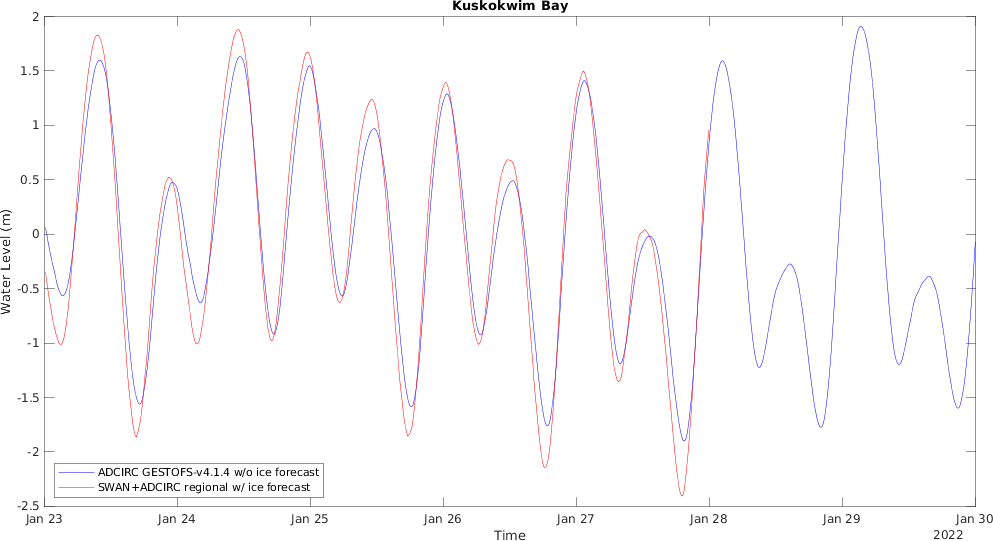 Kuskokwim Bay
2
1.5
1
0.5
0
-0.5
-1
-1.5
-2
-2.5
Water Level (m)
ADCIRC GESTOFS-v4.1.4 w/o ice forecast
SWAN+ADCIRC regional w/ ice forecast
Jan 23 Jan 24 Jan 25 Jan 26 Jan 27 Jan 28 Jan 29 Jan 30
Time
2022